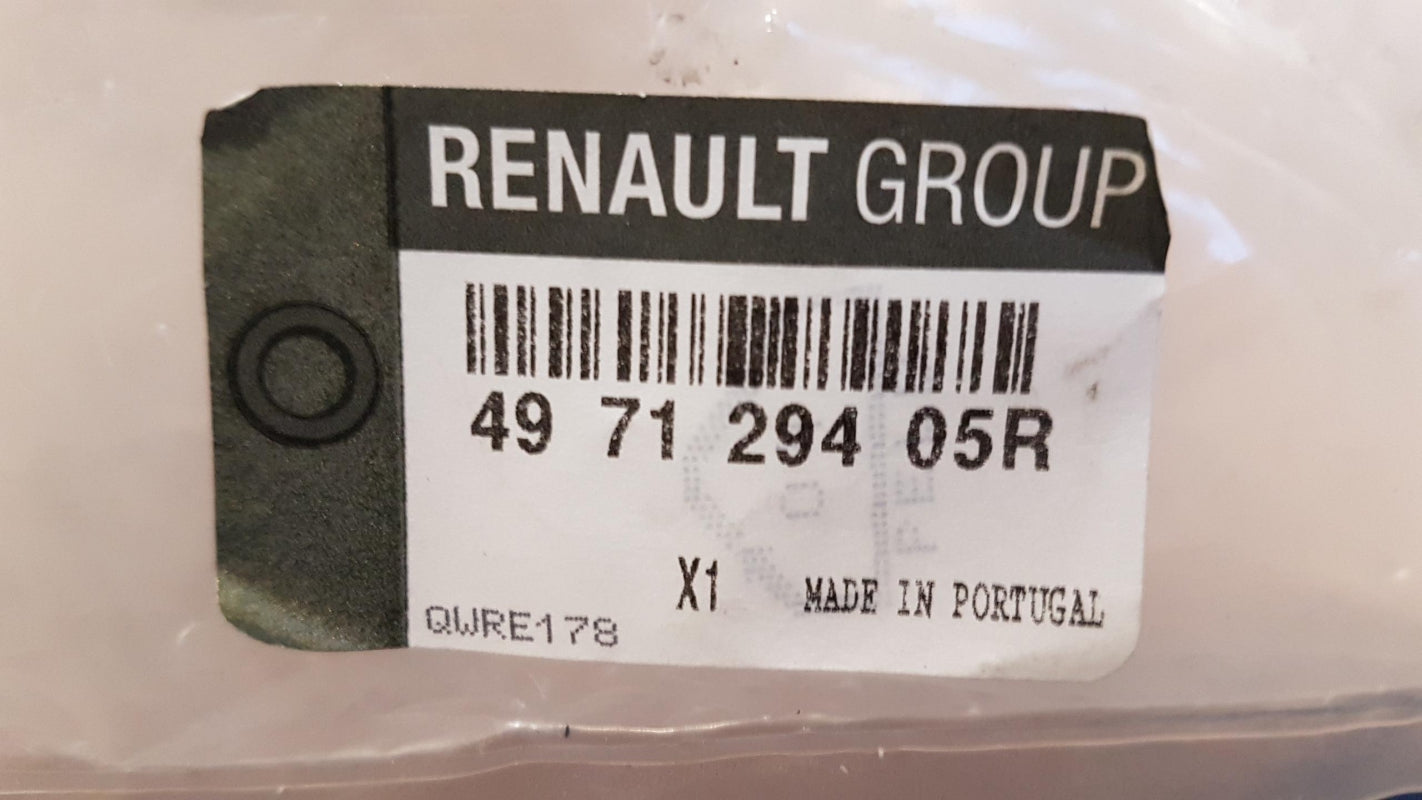 RENAULT GROUP
49 71 294 05R
X1 MADE IN PORTUGAL
QWRE178